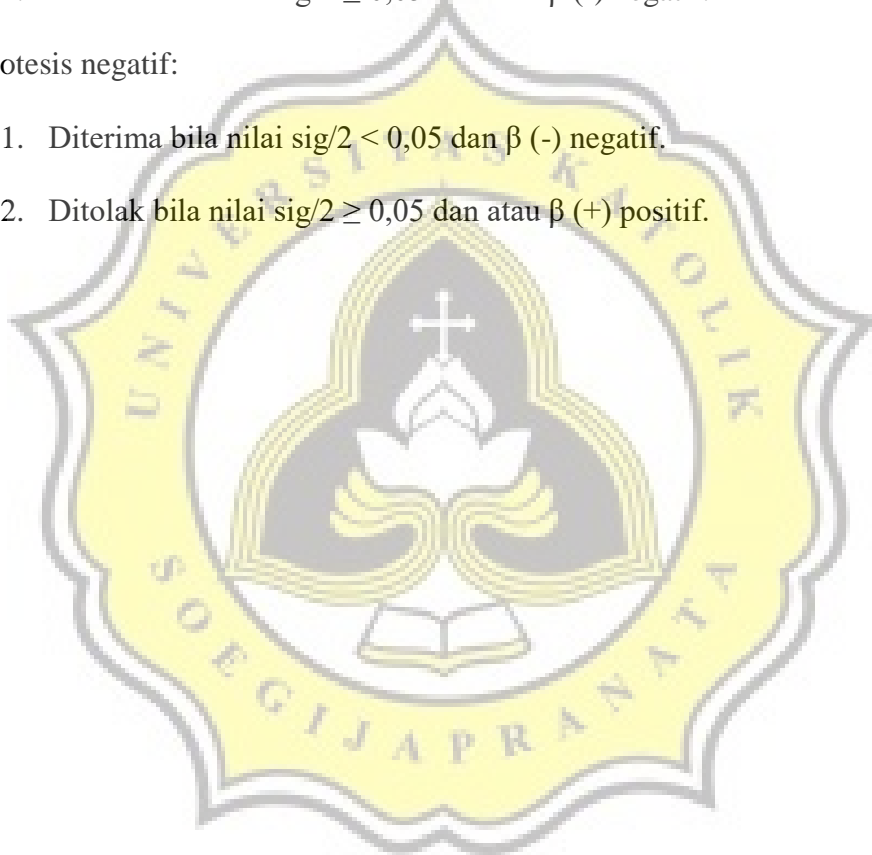 otesis negatif:
1. Diterima bila nilai sig/2 < 0,05 dan β (-) negatif.
2. Ditolak bila nilai sig/2 ≥ 0,05 dan atau β (+) positif.
UNIVERSITAS KATOLIK
SOEGIJAPRANATA